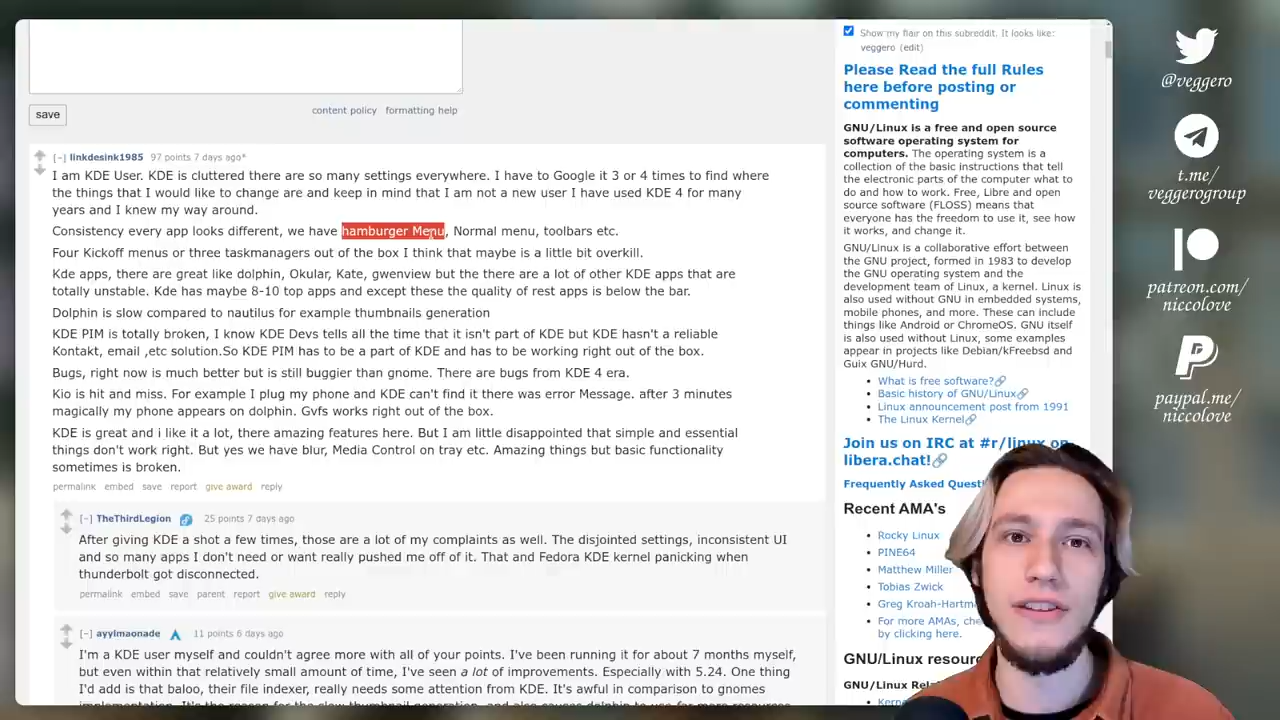 save
content policy formatting help
[–] linkdesink1985 97 points 7 days ago*
I am KDE User. KDE is cluttered there are so many settings everywhere. I have to Google it 3 or 4 times to find where
the things that I would like to change are and keep in mind that I am not a new user I have used KDE 4 for many
years and I knew my way around.
Consistency every app looks different, we have hamburger Menu, Normal menu, toolbars etc.
Four Kickoff menus or three taskmanagers out of the box I think that maybe is a little bit overkill.
Kde apps, there are great like dolphin, Okular, Kate, gwenview but the there are a lot of other KDE apps that are
totally unstable. Kde has maybe 8-10 top apps and except these the quality of rest apps is below the bar.
Dolphin is slow compared to nautilus for example thumbnails generation
KDE PIM is totally broken, I know KDE Devs tells all the time that it isn't part of KDE but KDE hasn't a reliable
Kontakt, email ,etc solution.So KDE PIM has to be a part of KDE and has to be working right out of the box.
Bugs, right now is much better but is still buggier than gnome. There are bugs from KDE 4 era.
Kio is hit and miss. For example I plug my phone and KDE can't find it there was error Message. after 3 minutes
magically my phone appears on dolphin. Gvfs works right out of the box.
KDE is great and i like it a lot, there amazing features here. But I am little disappointed that simple and essential
things don't work right. But yes we have blur, Media Control on tray etc. Amazing things but basic functionality
sometimes is broken.
permalink embed save report give award reply
[–] TheThirdLegion 25 points 7 days ago
After giving KDE a shot a few times, those are a lot of my complaints as well. The disjointed settings, inconsistent UI
and so many apps I don't need or want really pushed me off of it. That and Fedora KDE kernel panicking when
thunderbolt got disconnected.
permalink embed save parent report give award reply
[–] ayylmaonade 11 points 6 days ago
I'm a KDE user myself and couldn't agree more with all of your points. I've been running it for about 7 months myself,
but even within that relatively small amount of time, I've seen a lot of improvements. Especially with 5.24. One thing
I'd add is that baloo, their file indexer, really needs some attention from KDE. It's awful in comparison to gnomes
Show my flair on this subreddit. It looks like:
veggero (edit)
Please Read the full Rules
here before posting or
commenting
GNU/Linux is a free and open source
software operating system for
computers. The operating system is a
collection of the basic instructions that tell
the electronic parts of the computer what to
do and how to work. Free, Libre and open
source software (FLOSS) means that
everyone has the freedom to use it, see how
it works, and change it.
GNU/Linux is a collaborative effort between
the GNU project, formed in 1983 to develop
the GNU operating system and the
development team of Linux, a kernel. Linux is
also used without GNU in embedded systems,
mobile phones, and more. These can include
things like Android or ChromeOS. GNU itself
is also used without Linux, some examples
appear in projects like Debian/kFreebsd and
Guix GNU/Hurd.
• What is free software?
• Basic history of GNU/Linux
• Linux announcement post from 1991
• The Linux Kernel
Join us on IRC at #r/linux on
libera.chat!
Frequently Asked
Recent AMA's
• Rocky Linux
• PINE64
• Matthew Miller
• Tobias Zwick
• Greg Kroah-Hartm
• For more AMAs,
by clicking here.
GNU/Linux
GNU/Linux
@veggero
t.me/
veggerogroup
patreon.com/
niccolove
paypal.me/
niccolove